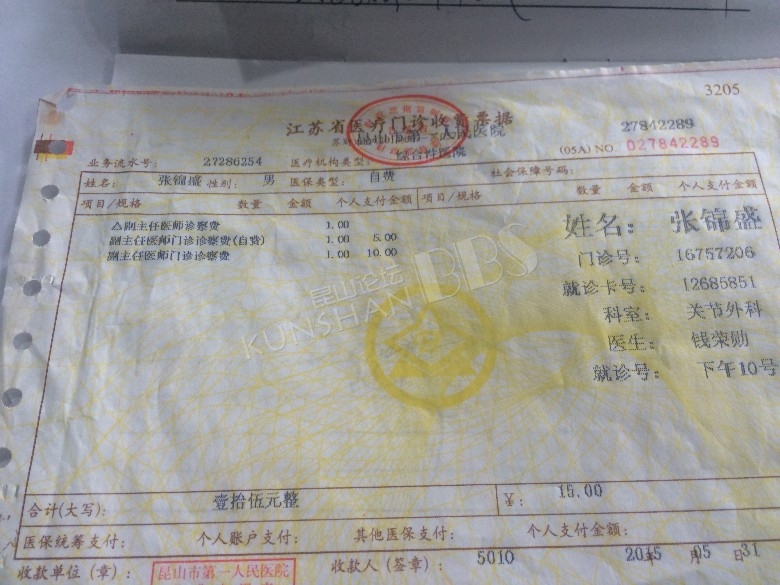 3205
江苏省医疗门诊收费票据
27842289
(05A) NO 027842289
业务流水号: 27286254 医疗机构类型: 综合性医院
姓名: 张锦盛 性别: 男 医保类型: 自费 社会保障号码:
项目/规格 数量 金额 个人支付金额 项目/规格 数量 金额 个人支付金额
△副主任医师诊察费 1.00
副主任医师门诊诊察费(自费) 1.00 5.00
副主任医师门诊诊察费 1.00 10.00
姓名: 张锦盛
门诊号: 16757206
就诊卡号: 12685851
科室: 关节外科
医生: 钱荣勋
就诊号: 下午10号
昆山论坛
KUNSHAN BBS
合计(大写): 壹拾伍元整 ¥: 15.00
医保统筹支付: 个人账户支付: 其他医保支付: 个人支付金额:
收款单位(章): 昆山市第一人民医院 收款人(签章): 5010 2015年 05月 31